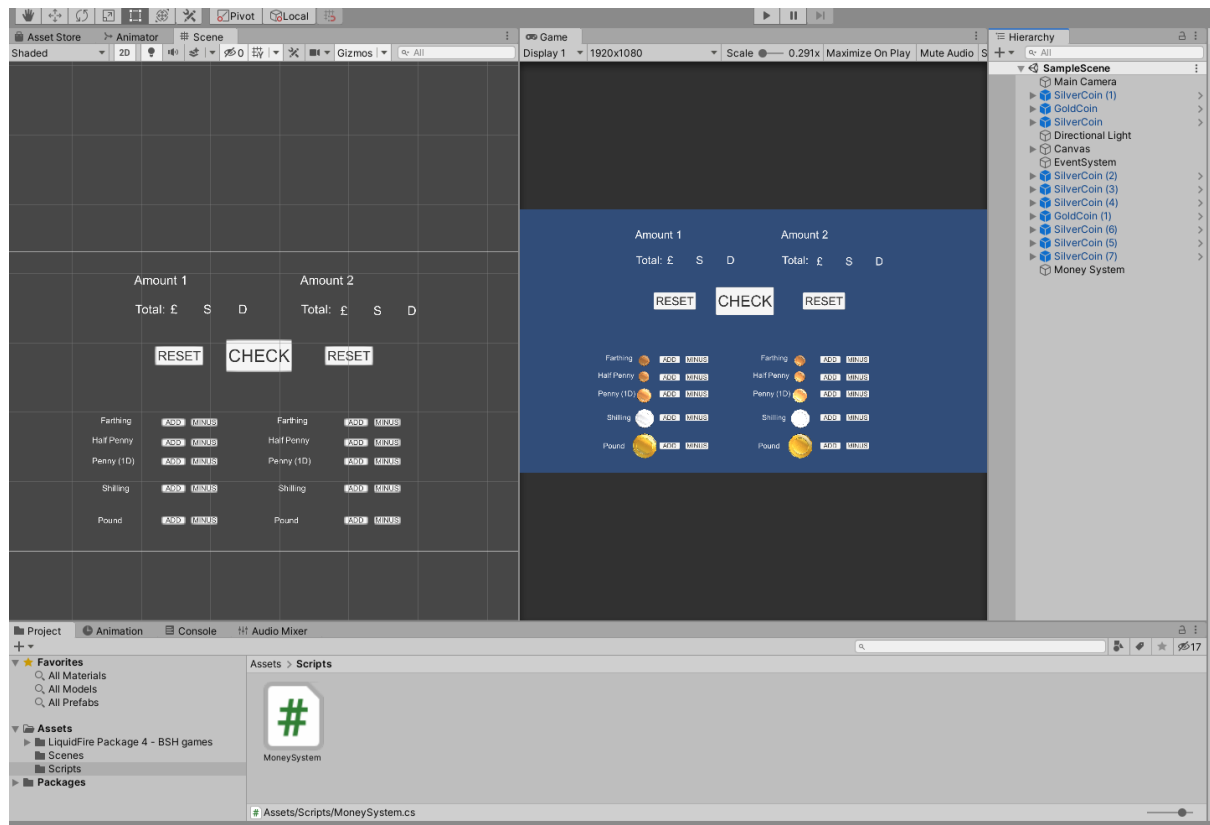 Pivot Local
Asset Store Animator Scene
Shaded 2D 0 Gizmos All
Amount 1 Amount 2
Total: £ S D Total: £ S D
RESET CHECK RESET
Farthing ADD MINUS Farthing ADD MINUS
Half Penny ADD MINUS Half Penny ADD MINUS
Penny (1D) ADD MINUS Penny (1D) ADD MINUS
Shilling ADD MINUS Shilling ADD MINUS
Pound ADD MINUS Pound ADD MINUS
Game
Display 1 1920x1080 Scale 0.291x Maximize On Play Mute Audio S
Amount 1 Amount 2
Total: £ S D Total: £ S D
RESET CHECK RESET
Farthing ADD MINUS Farthing ADD MINUS
Half Penny ADD MINUS Half Penny ADD MINUS
Penny (1D) ADD MINUS Penny (1D) ADD MINUS
Shilling ADD MINUS Shilling ADD MINUS
Pound ADD MINUS Pound ADD MINUS
Hierarchy
All
SampleScene
Main Camera
SilverCoin (1)
GoldCoin
SilverCoin
Directional Light
Canvas
EventSystem
SilverCoin (2)
SilverCoin (3)
SilverCoin (4)
GoldCoin (1)
SilverCoin (6)
SilverCoin (5)
SilverCoin (7)
Money System
Project Animation Console Audio Mixer
17
Favorites
All Materials
All Models
All Prefabs
Assets
LiquidFire Package 4 - BSH games
Scenes
Scripts
Packages
Assets > Scripts
#
MoneySystem
# Assets/Scripts/MoneySystem.cs